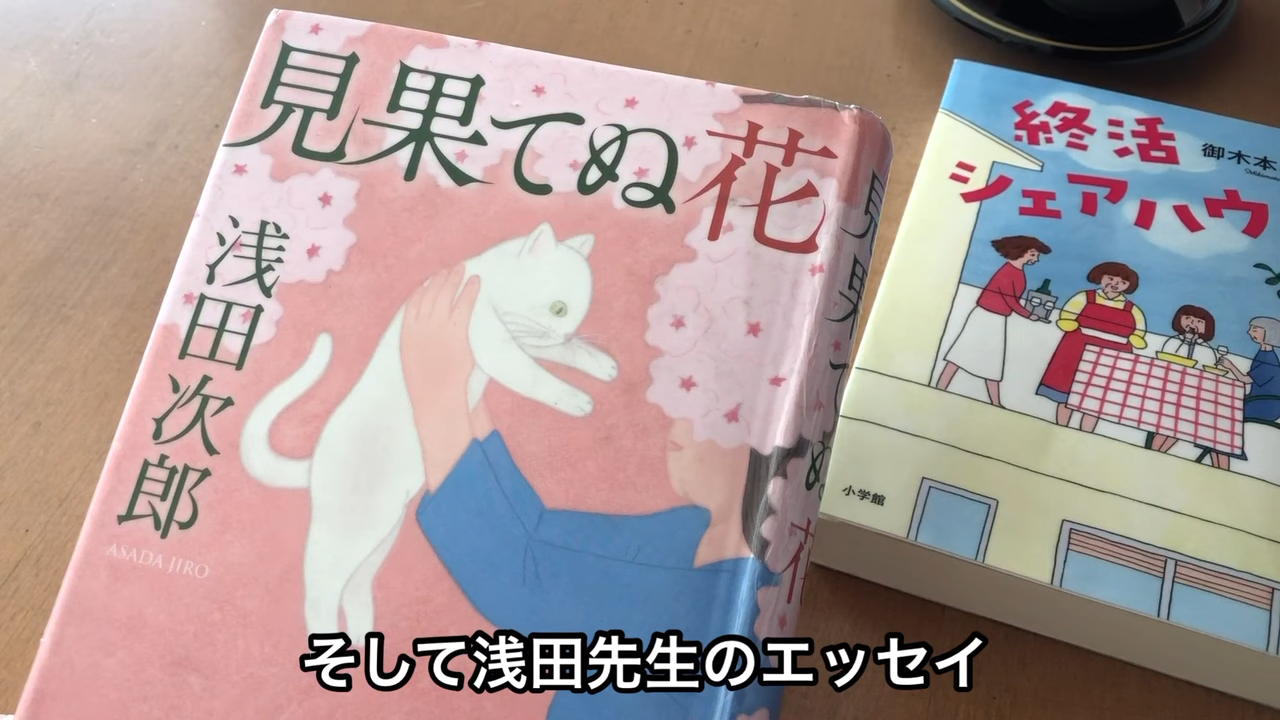 見果てぬ花
浅田次郎
ASADA JIRO
見果てぬ花
終活
シェアハウ
御木本
小学館
そして浅田先生のエッセイ